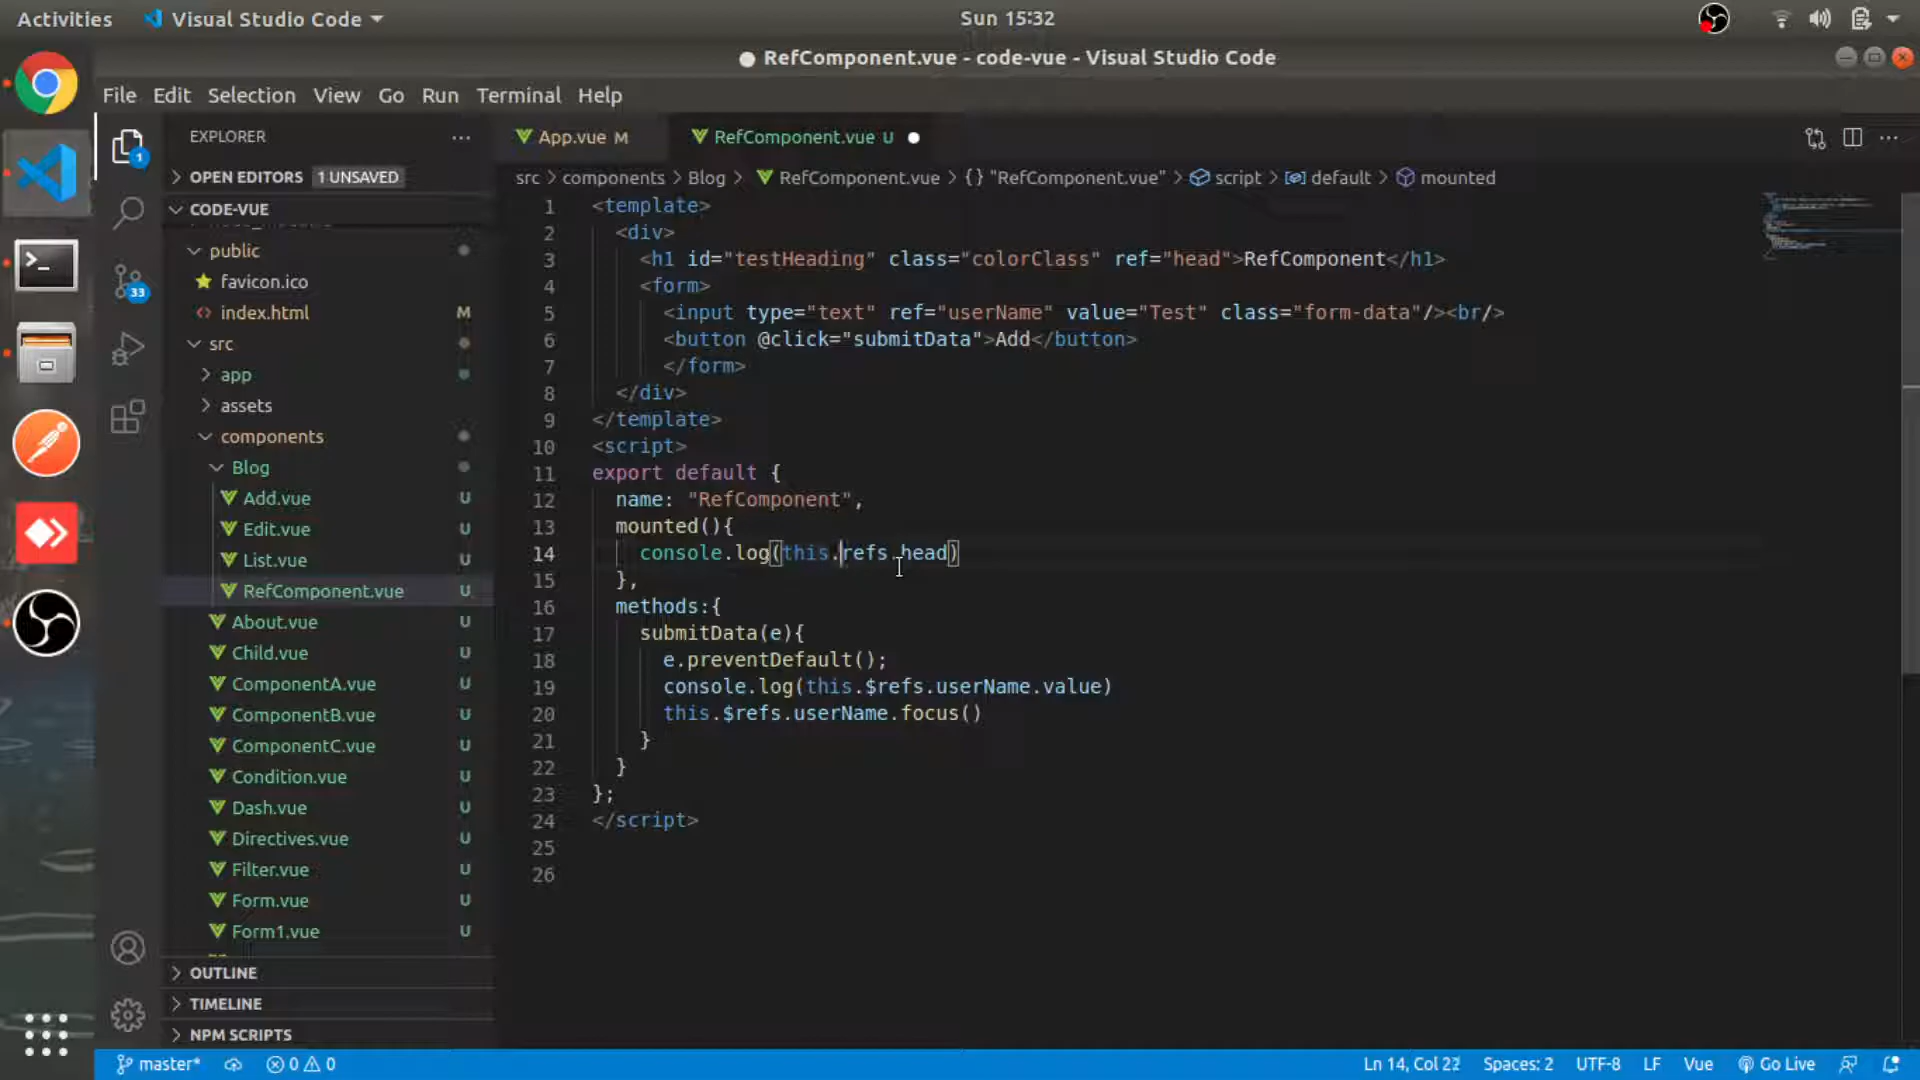 Activities Visual Studio Code Sun 15:32
RefComponent.vue - code-vue - Visual Studio Code
File Edit Selection View Go Run Terminal Help
EXPLORER
OPEN EDITORS 1 UNSAVED
CODE-VUE
public
favicon.ico
index.html M
src
app
assets
components
Blog
Add.vue U
Edit.vue U
List.vue U
RefComponent.vue U
About.vue U
Child.vue U
ComponentA.vue U
ComponentB.vue U
ComponentC.vue U
Condition.vue U
Dash.vue U
Directives.vue U
Filter.vue U
Form.vue U
Form1.vue U
OUTLINE
TIMELINE
NPM SCRIPTS
1
33
App.vue M RefComponent.vue U
src > components > Blog > RefComponent.vue > {} "RefComponent.vue" > script > default > mounted
1 <template>
2 <div>
3 <h1 id="testHeading" class="colorClass" ref="head">RefComponent</h1>
4 <form>
5 <input type="text" ref="userName" value="Test" class="form-data"/><br/>
6 <button @click="submitData">Add</button>
7 </form>
8 </div>
9 </template>
10 <script>
11 export default {
12 name: "RefComponent",
13 mounted(){
14 console.log(this.refs.head)
15 },
16 methods:{
17 submitData(e){
18 e.preventDefault();
19 console.log(this.$refs.userName.value)
20 this.$refs.userName.focus()
21 }
22 }
23 };
24 </script>
25
26
master* 0 0 Ln 14, Col 22 Spaces: 2 UTF-8 LF Vue Go Live